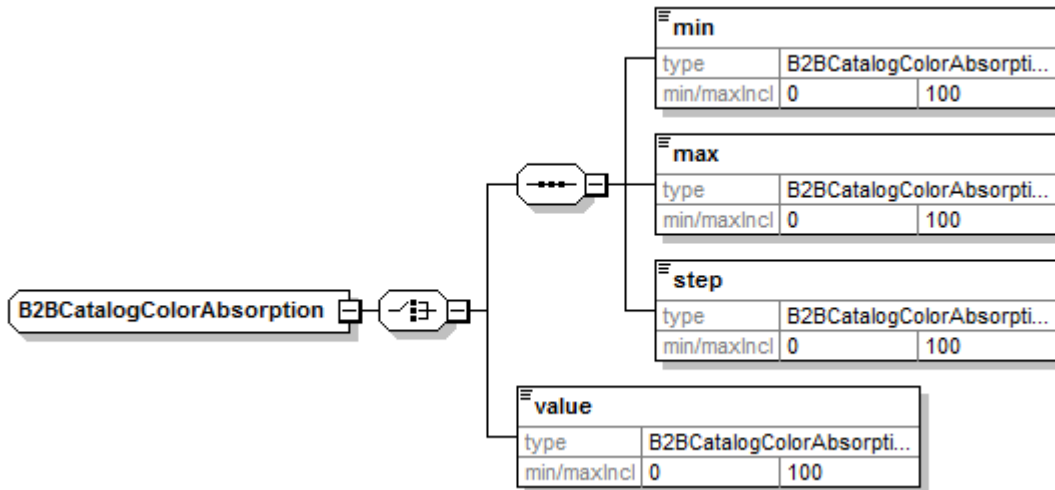 min
type B2BCatalogColorAbsorpti...
min/maxIncl 0 100
max
type B2BCatalogColorAbsorpti...
min/maxIncl 0 100
step
type B2BCatalogColorAbsorpti...
min/maxIncl 0 100
B2BCatalogColorAbsorption
value
type B2BCatalogColorAbsorpti...
min/maxIncl 0 100